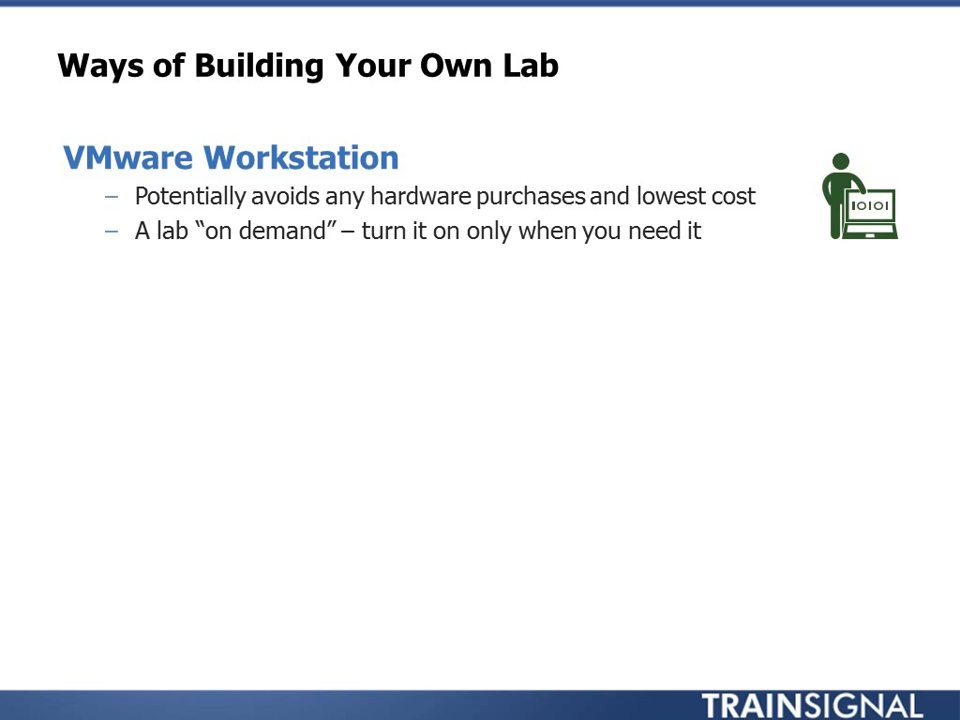 Ways of Building Your Own Lab
VMware Workstation
– Potentially avoids any hardware purchases and lowest cost
– A lab “on demand” – turn it on only when you need it
IOIOI
TRAINSIGNAL